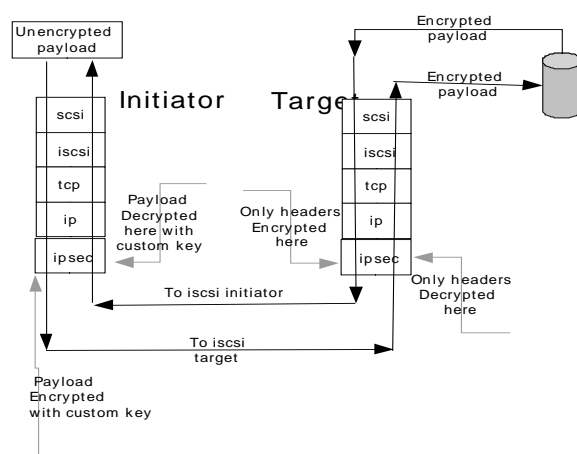 Unencrypted
payload
Encrypted
payload
Encrypted
payload
Initiator
Target
scsi
iscsi
tcp
ip
ipsec
scsi
iscsi
tcp
ip
ipsec
Payload
Decrypted
here with
custom key
Only headers
Encrypted
here
Only headers
Decrypted
here
To iscsi initiator
To iscsi
target
Payload
Encrypted
with custom key